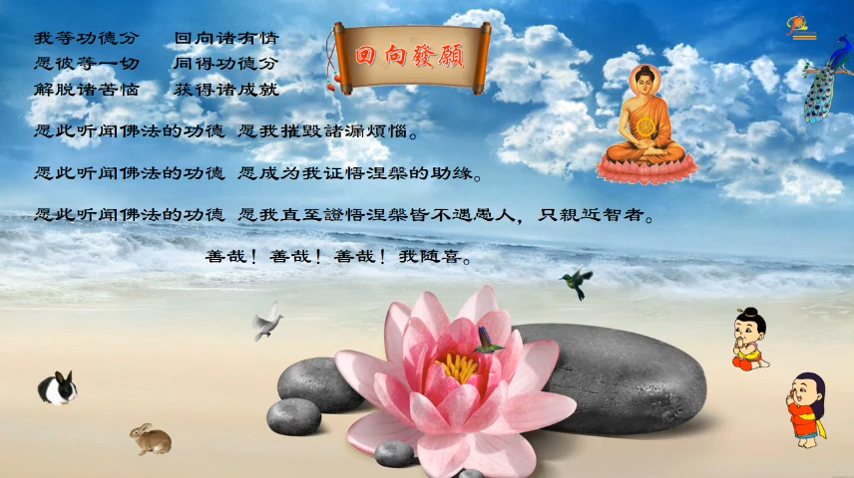 回向發願
我等功德分 回向诸有情
愿彼等一切 同得功德分
解脱诸苦恼 获得诸成就
愿此听闻佛法的功德 愿我摧毁諸漏煩惱。
愿此听闻佛法的功德 愿成为我证悟涅槃的助缘。
愿此听闻佛法的功德 愿我直至證悟涅槃皆不遇愚人，只親近智者。
善哉！善哉！善哉！我随喜。